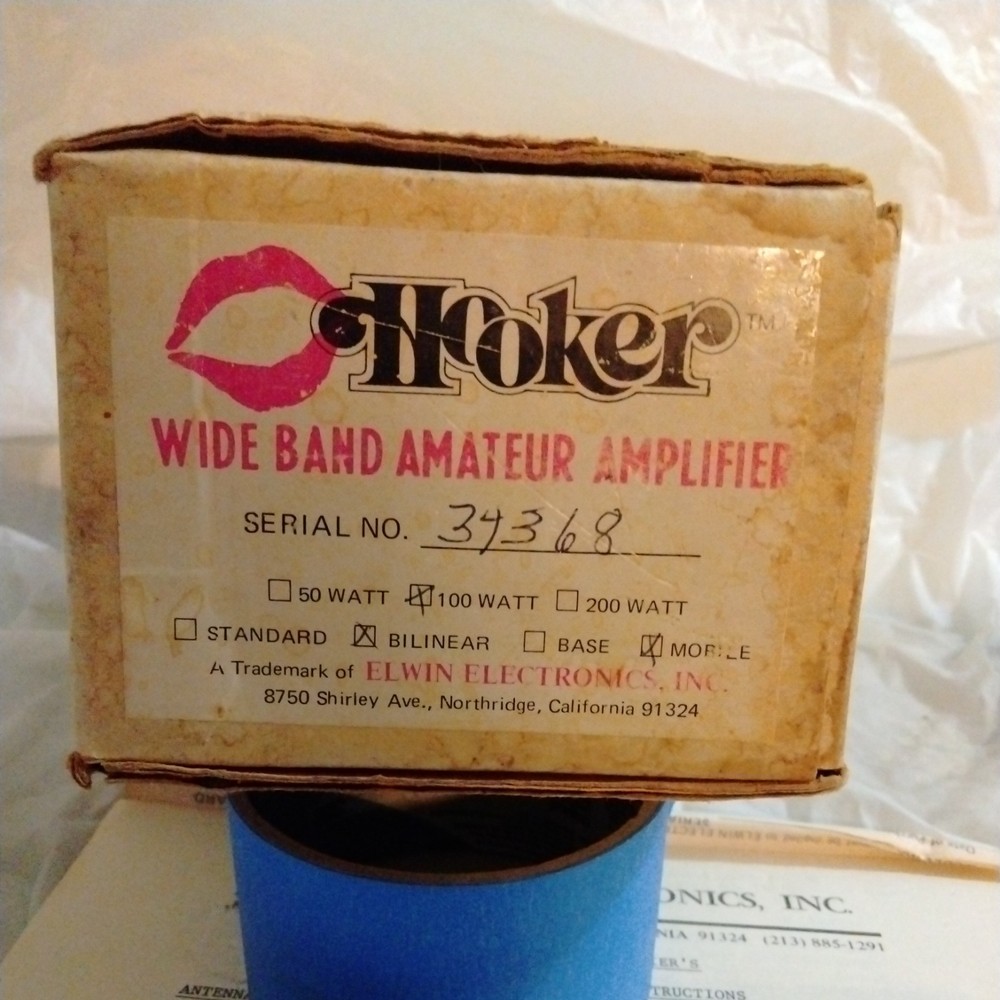 Hooker TM
WIDE BAND AMATEUR AMPLIFIER
SERIAL NO. 34368
50 WATT 100 WATT 200 WATT
STANDARD BILINEAR BASE MOBILE
A Trademark of ELWIN ELECTRONICS, INC.
8750 Shirley Ave., Northridge, California 91324
ONICS, INC.
NIA 91324 (213) 885-1291
ER'S
ANTENNA TRUCTIONS